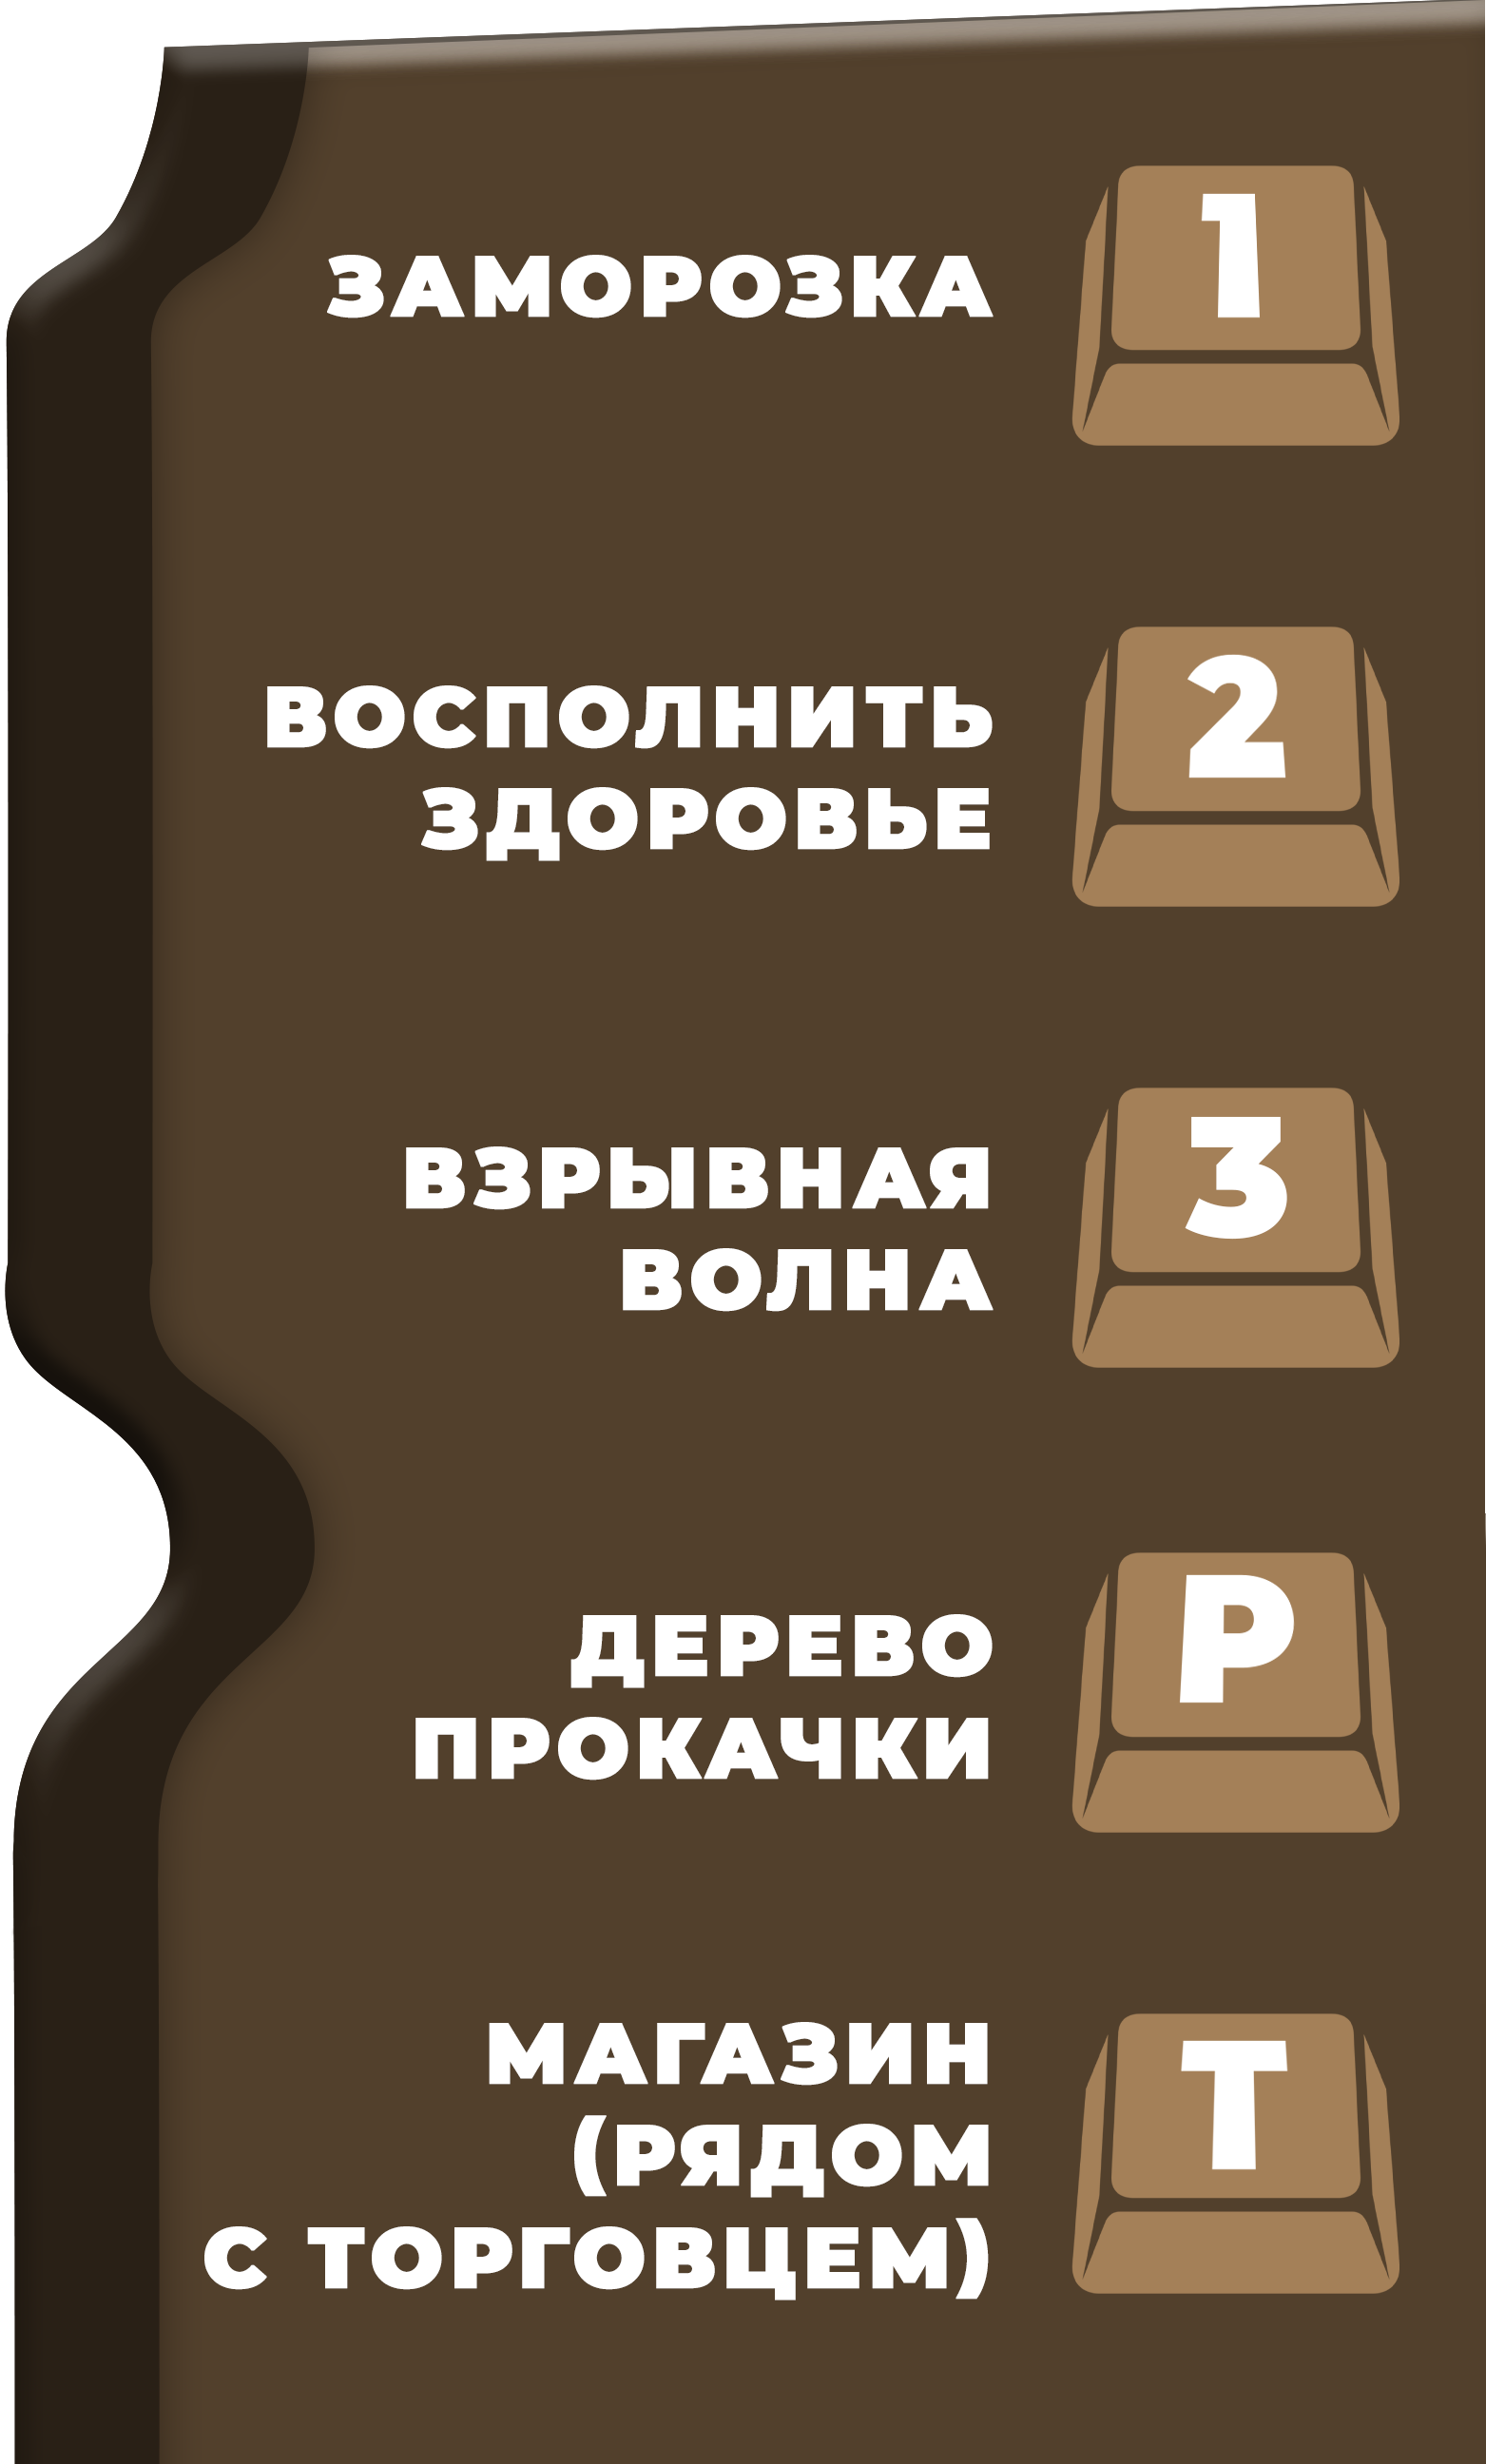 ЗАМОРОЗКА
1
ВОСПОЛНИТЬ
ЗДОРОВЬЕ
2
ВЗРЫВНАЯ
ВОЛНА
3
ДЕРЕВО
ПРОКАЧКИ
P
МАГАЗИН
(РЯДОМ
С ТОРГОВЦЕМ)
T